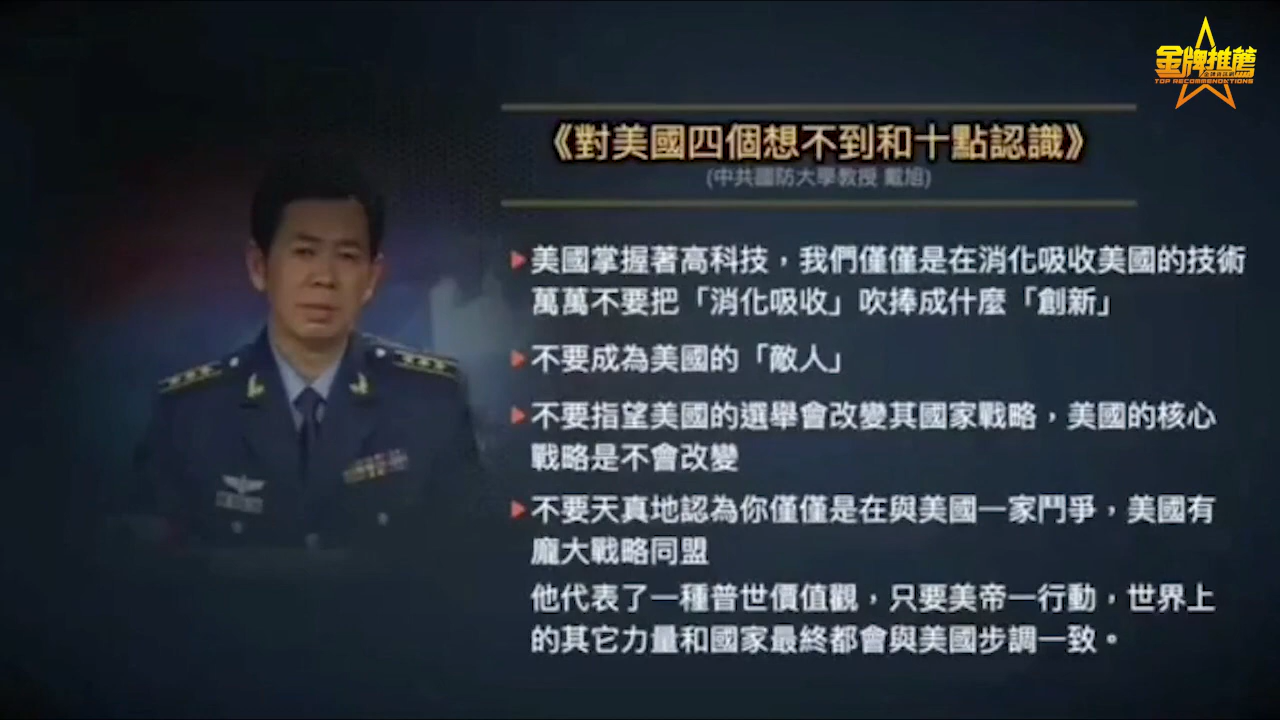 金牌推薦
TOP RECOMMENDATIONS
《對美國四個想不到和十點認識》
(中共國防大學教授 戴旭)
美國掌握著高科技，我們僅僅是在消化吸收美國的技術
萬萬不要把「消化吸收」吹捧成什麼「創新」
不要成為美國的「敵人」
不要指望美國的選舉會改變其國家戰略，美國的核心
戰略是不會改變
不要天真地認為你僅僅是在與美國一家鬥爭，美國有
龐大戰略同盟
他代表了一種普世價值觀，只要美帝一行動，世界上
的其它力量和國家最終都會與美國步調一致。